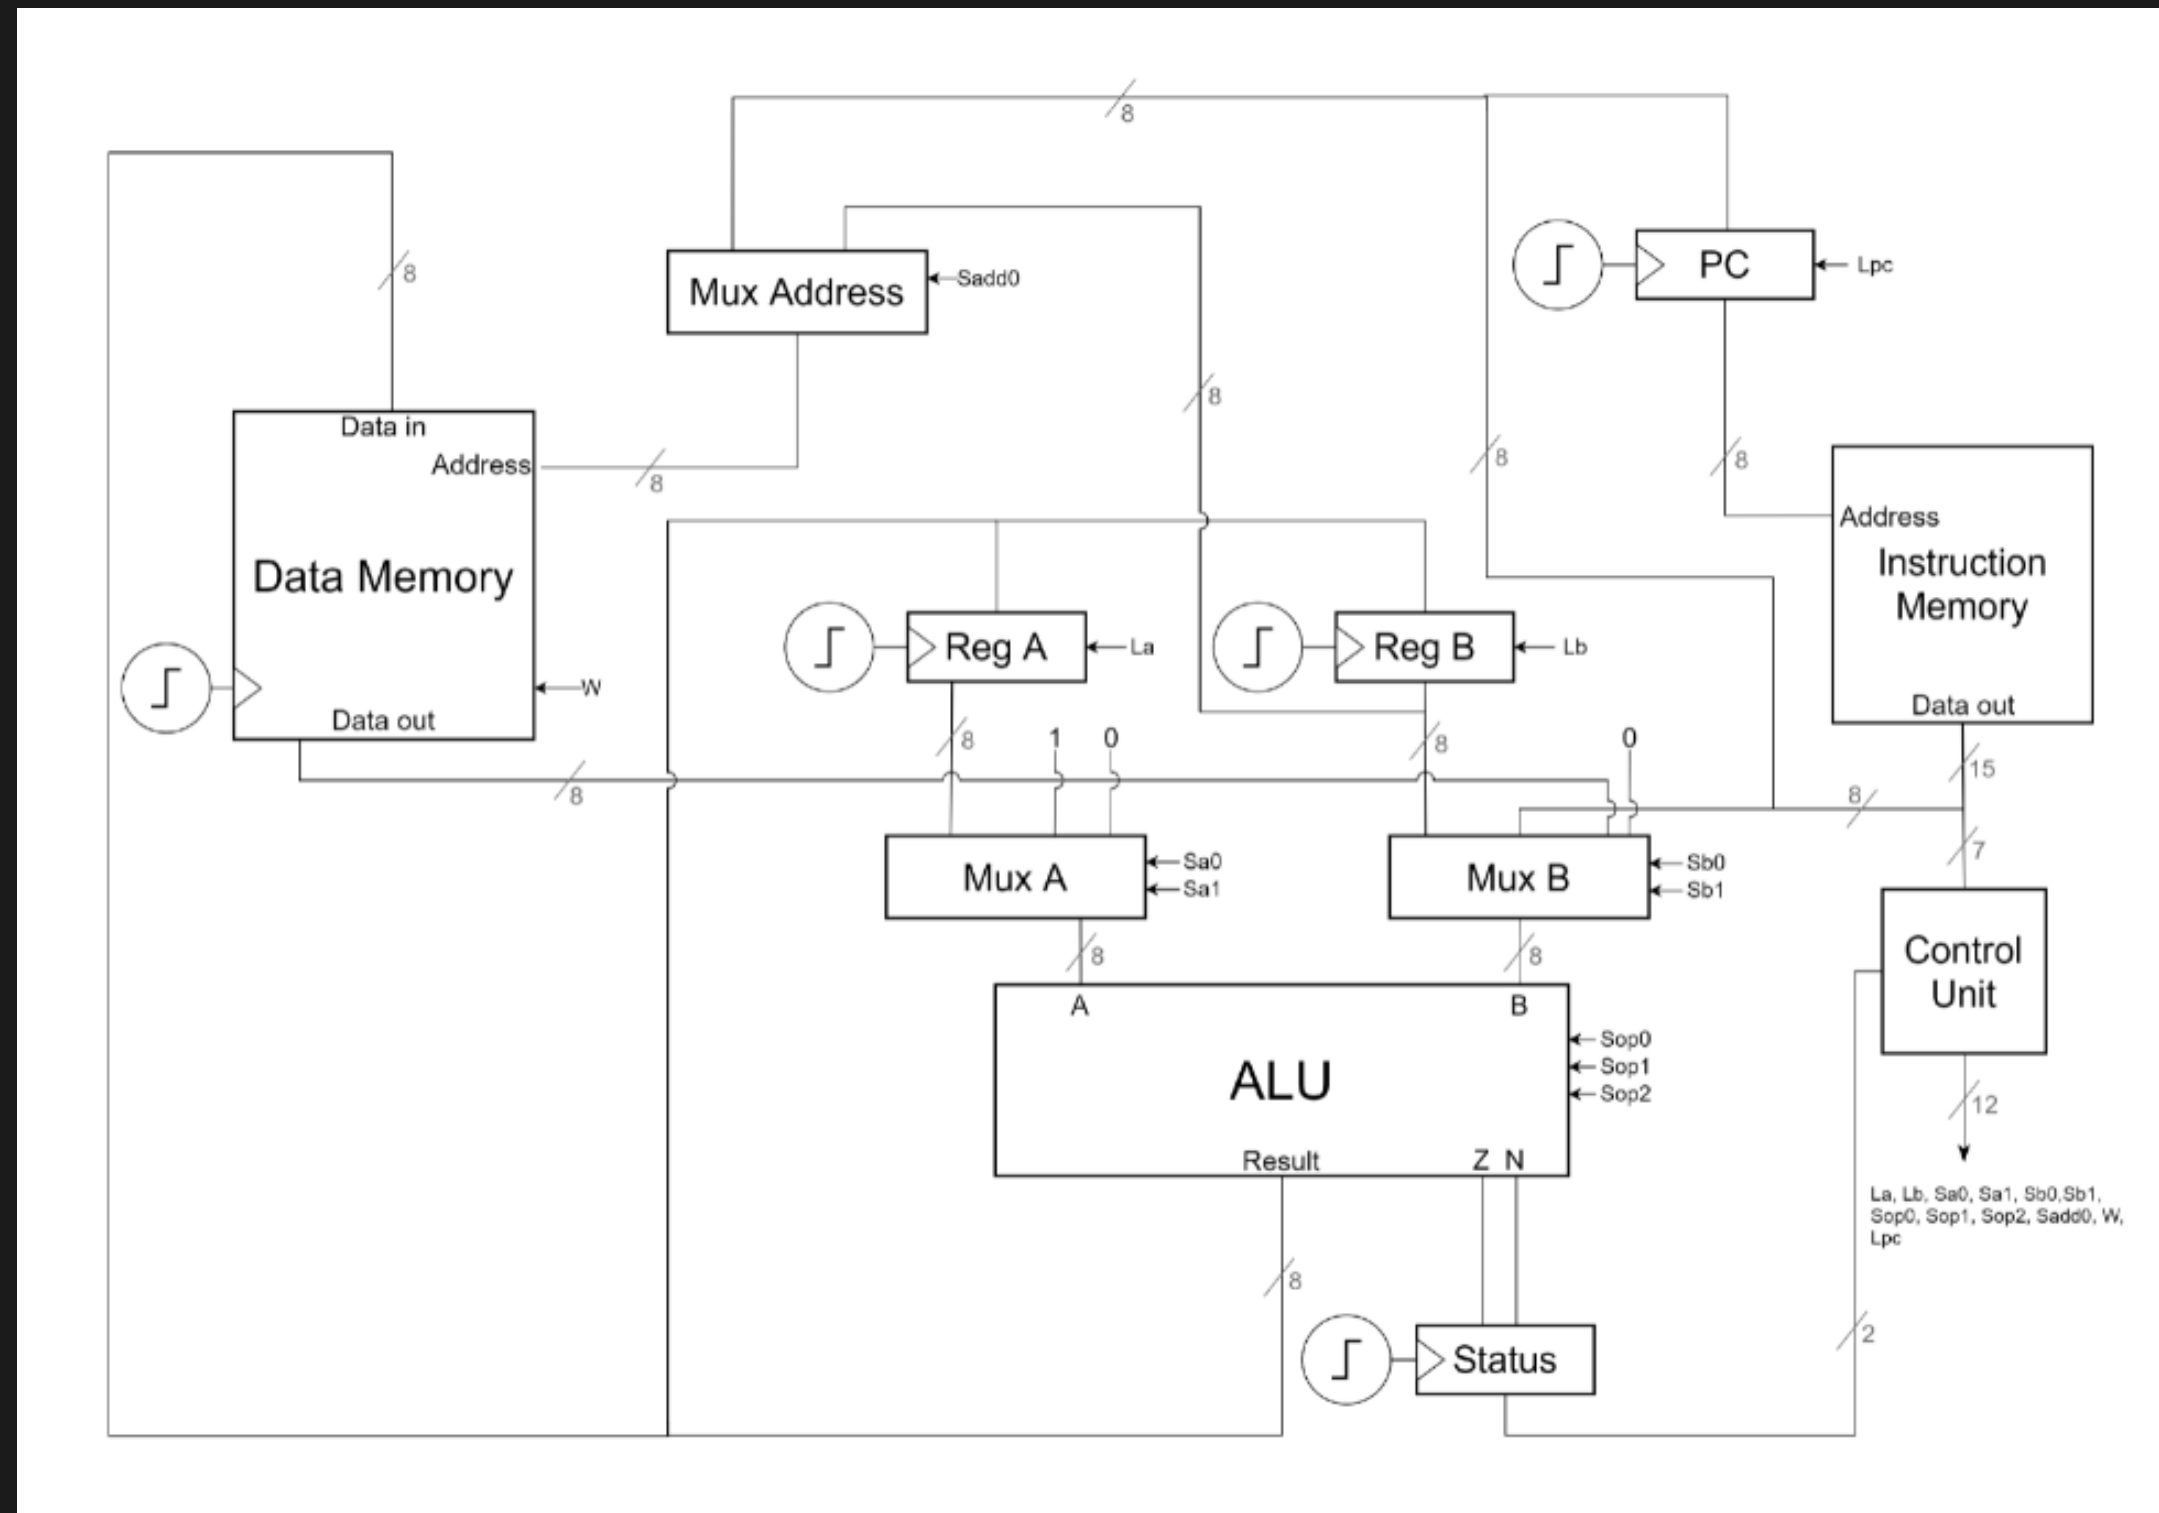 8
8
Mux Address
Sadd0
PC
Lpc
8
8
8
8
Data in
Address
8
Data Memory
W
Data out
8
Address
Instruction
Memory
Data out
15
Reg A
La
Reg B
Lb
8
1
0
8
0
8
7
Mux A
Sa0
Sa1
Mux B
Sb0
Sb1
8
8
Control
Unit
A
B
ALU
Sop0
Sop1
Sop2
Result
Z N
12
La, Lb, Sa0, Sa1, Sb0,Sb1,
Sop0, Sop1, Sop2, Sadd0, W,
Lpc
8
Status
2